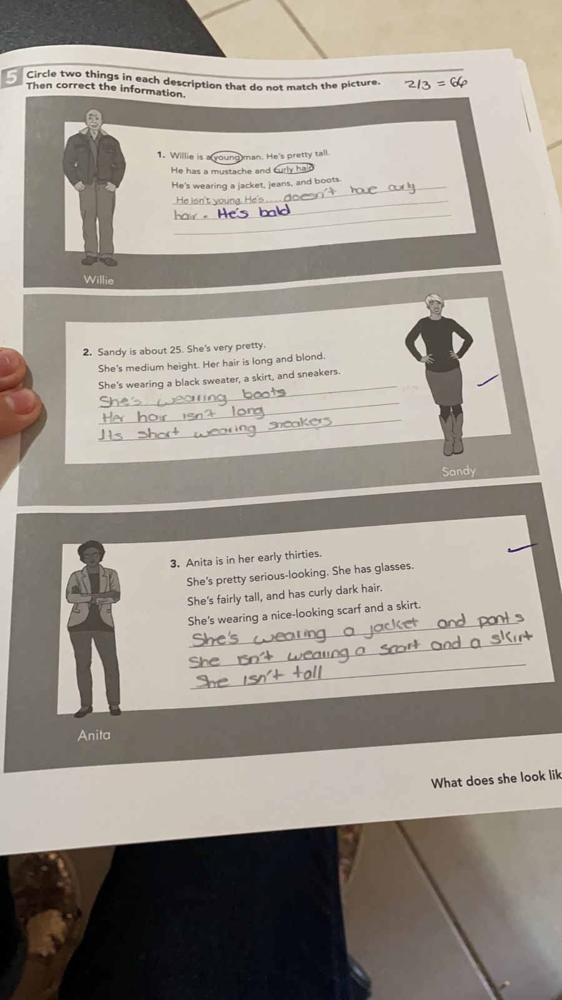 5 Circle two things in each description that do not match the picture.
Then correct the information.
2/3 = 66
1. Willie is a young man. He's pretty tall.
He has a mustache and curly hair
He's wearing a jacket, jeans, and boots.
He isn't young. He's .... doesn't have curly
hair. He's bald
Willie
2. Sandy is about 25. She's very pretty.
She's medium height. Her hair is long and blond.
She's wearing a black sweater, a skirt, and sneakers.
She's wearing boots
Her hair isn't long
Its short wearing sneakers
Sandy
3. Anita is in her early thirties.
She's pretty serious-looking. She has glasses.
She's fairly tall, and has curly dark hair.
She's wearing a nice-looking scarf and a skirt.
She's wearing a jacket and pants
She isn't wearing a scarf and a skirt
She isn't tall
Anita
What does she look lik